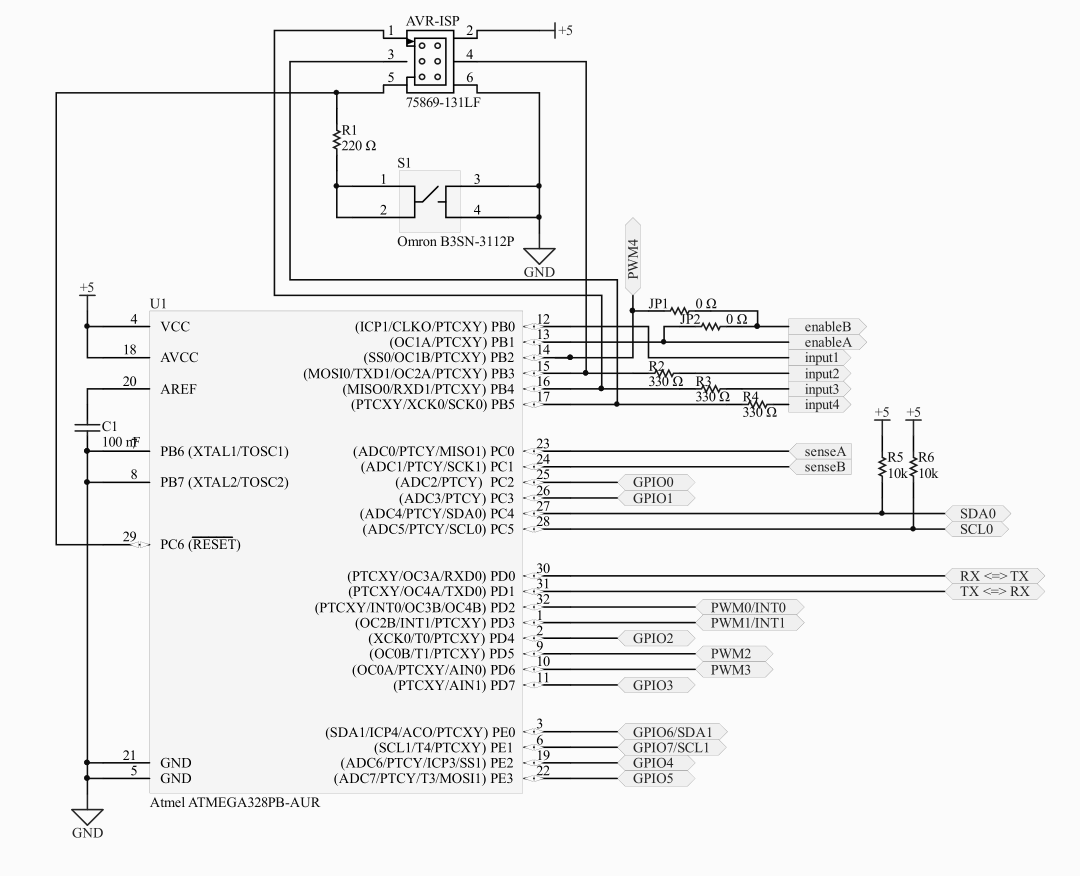 AVR-ISP
1 2 +5
3 4
5 6
75869-131LF
R1
220 Ω
S1
1 3
2 4
Omron B3SN-3112P
GND
PWM4
+5
U1
JP1 0 Ω
JP2 0 Ω
4 VCC (ICP1/CLKO/PTCXY) PB0 12 enableB
(OC1A/PTCXY) PB1 13 enableA
18 AVCC (SS0/OC1B/PTCXY) PB2 14 input1
(MOSI0/TXD1/OC2A/PTCXY) PB3 15 R2 330 Ω input2
20 AREF (MISO0/RXD1/PTCXY) PB4 16 R3 330 Ω input3
(PTCXY/XCK0/SCK0) PB5 17 R4 330 Ω input4
C1
100 nF
+5 +5
7 PB6 (XTAL1/TOSC1) (ADC0/PTCY/MISO1) PC0 23 senseA
(ADC1/PTCY/SCK1) PC1 24 senseB
R5 R6
10k 10k
8 PB7 (XTAL2/TOSC2) (ADC2/PTCY) PC2 25 GPIO0
(ADC3/PTCY) PC3 26 GPIO1
(ADC4/PTCY/SDA0) PC4 27 SDA0
(ADC5/PTCY/SCL0) PC5 28 SCL0
29 PC6 (RESET)
(PTCXY/OC3A/RXD0) PD0 30 RX <=> TX
(PTCXY/OC4A/TXD0) PD1 31 TX <=> RX
(PTCXY/INT0/OC3B/OC4B) PD2 32 PWM0/INT0
(OC2B/INT1/PTCXY) PD3 1 PWM1/INT1
(XCK0/T0/PTCXY) PD4 2 GPIO2
(OC0B/T1/PTCXY) PD5 9 PWM2
(OC0A/PTCXY/AIN0) PD6 10 PWM3
(PTCXY/AIN1) PD7 11 GPIO3
(SDA1/ICP4/ACO/PTCXY) PE0 3 GPIO6/SDA1
(SCL1/T4/PTCXY) PE1 6 GPIO7/SCL1
21 GND (ADC6/PTCY/ICP3/SS1) PE2 19 GPIO4
5 GND (ADC7/PTCY/T3/MOSI1) PE3 22 GPIO5
Atmel ATMEGA328PB-AUR
GND